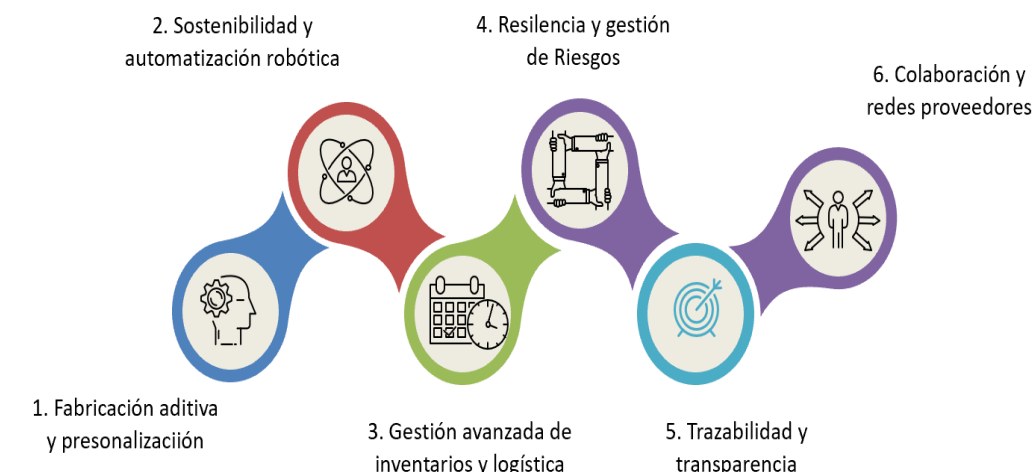 1. Fabricación aditiva
y presonalizaciión
2. Sostenibilidad y
automatización robótica
3. Gestión avanzada de
inventarios y logística
4. Resilencia y gestión
de Riesgos
5. Trazabilidad y
transparencia
6. Colaboración y
redes proveedores